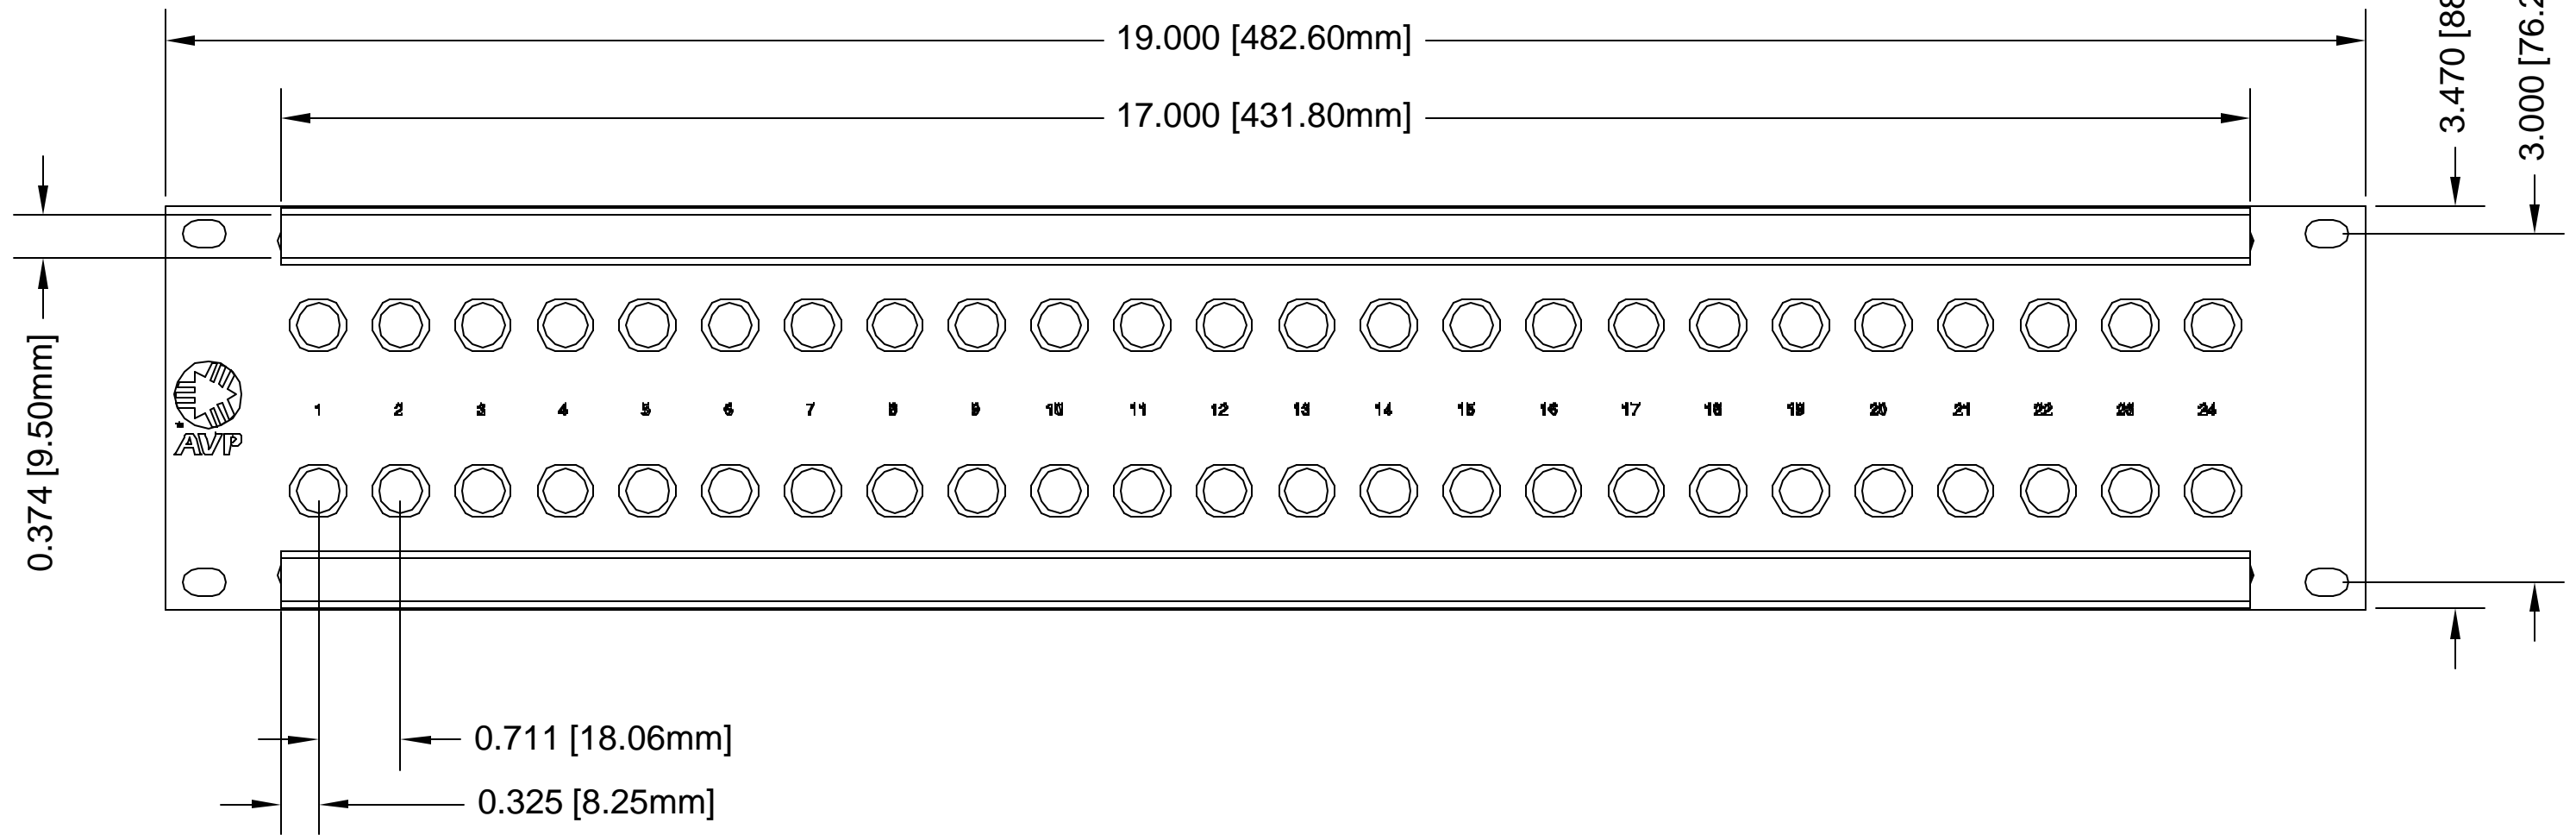 19.000 [482.60mm]
17.000 [431.80mm]
3.470 [88
3.000 [76.2
0.374 [9.50mm]
1 2 3 4 5 6 7 8 9 10 11 12 13 14 15 16 17 18 19 20 21 22 23 24
AVP
0.711 [18.06mm]
0.325 [8.25mm]